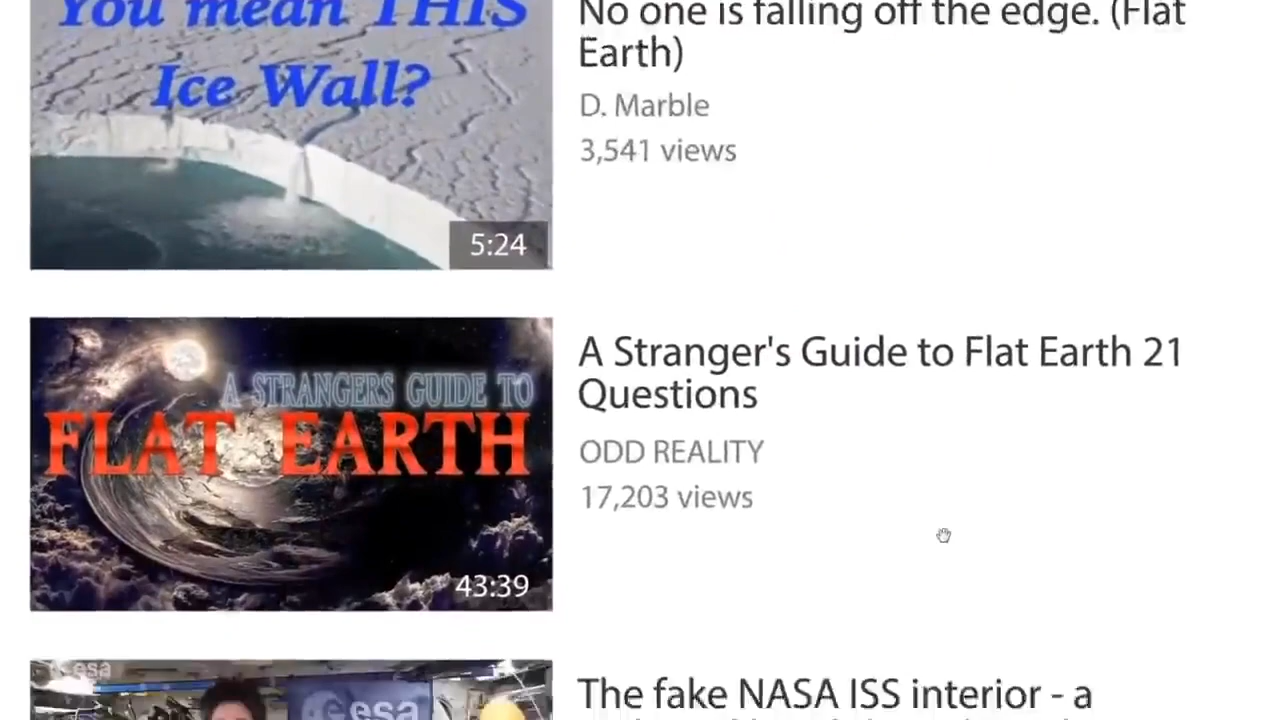 You mean THIS
Ice Wall?
5:24
No one is falling off the edge. (Flat
Earth)
D. Marble
3,541 views
A STRANGERS GUIDE TO
FLAT EARTH
43:39
A Stranger's Guide to Flat Earth 21
Questions
ODD REALITY
17,203 views
esa
esa
The fake NASA ISS interior - a